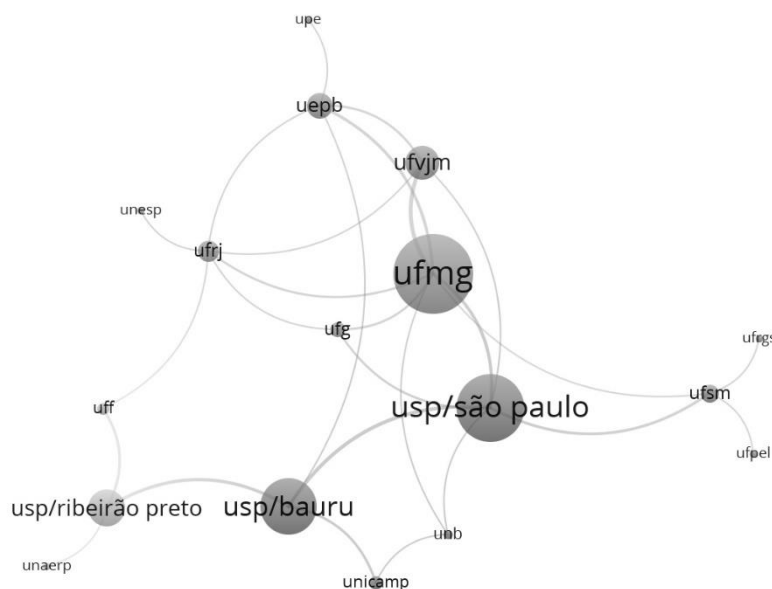 upe
uepb
ufvjm
unesp
ufrj
ufmg
ufg
ufrgs
ufsm
usp/são paulo
uff
ufpel
usp/ribeirão preto
usp/bauru
unb
unaerp
unicamp